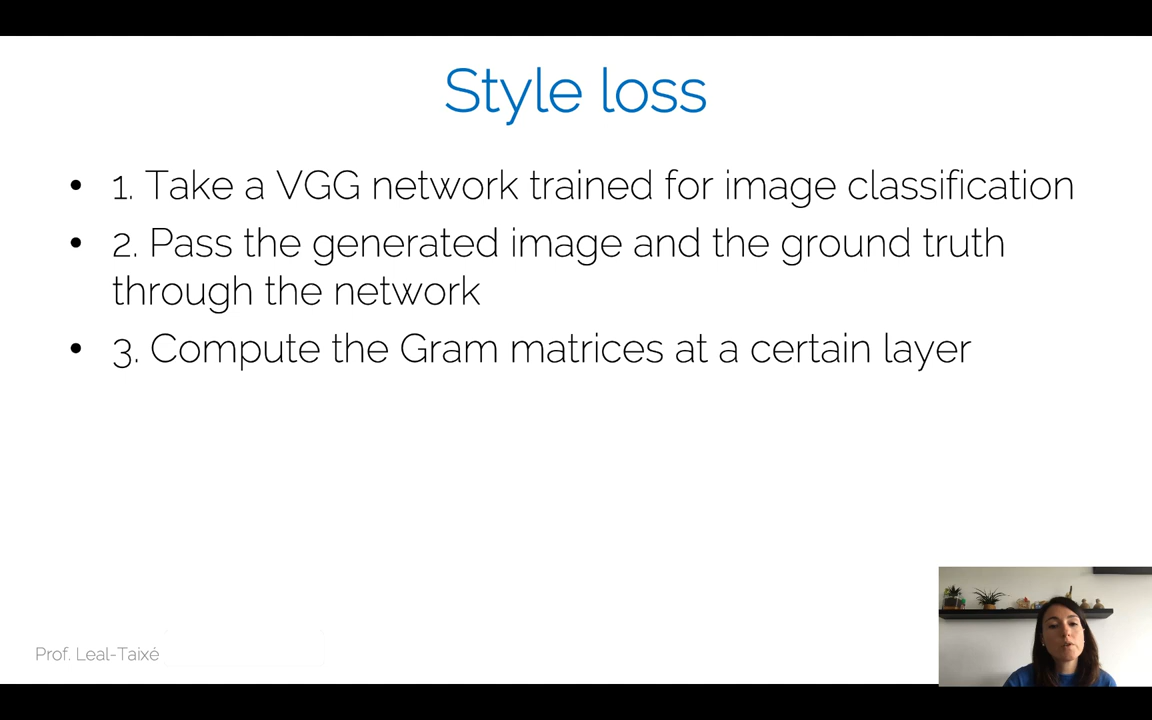 Style loss
• 1. Take a VGG network trained for image classification
• 2. Pass the generated image and the ground truth
through the network
• 3. Compute the Gram matrices at a certain layer
Prof. Leal-Taixé